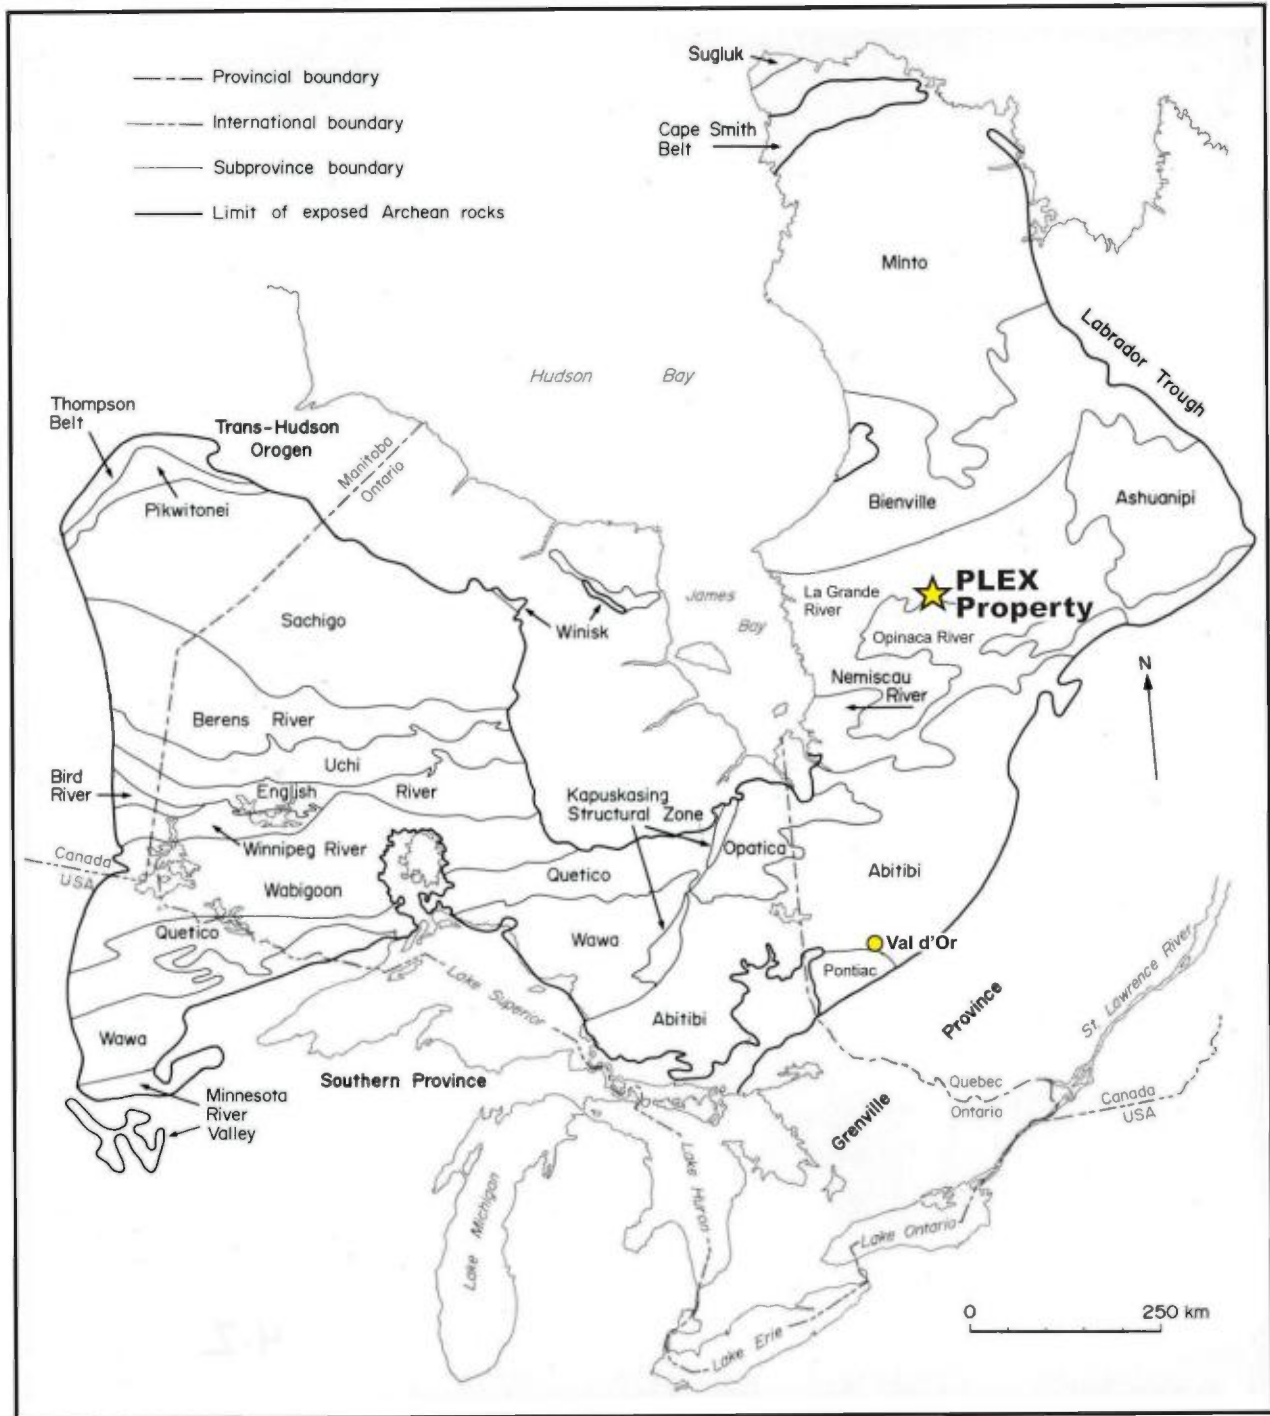 Provincial boundary
International boundary
Subprovince boundary
Limit of exposed Archean rocks
Sugluk
Cape Smith
Belt
Minto
Labrador Trough
Hudson Bay
Thompson
Belt
Trans-Hudson
Orogen
Manitoba
Ontario
Pikwitonei
Bienville
Ashuanipi
PLEX
Property
La Grande
River
James
Bay
Sachigo
Winisk
Opinaca River
Nemiscau
River
N
Berens River
Uchi
Bird
River
English River
Kapuskasing
Structural Zone
Winnipeg River
Opatica
Canada
USA
Quetico
Abitibi
Wabigoon
Quetico
Wawa
Val d'Or
Pontiac
Lake Superior
St. Lawrence River
Province
Abitibi
Wawa
Southern Province
Minnesota
River
Valley
Quebec
Ontario
Canada
USA
Grenville
Lake Michigan
Lake Huron
Lake Ontario
Lake Erie
0 250 km